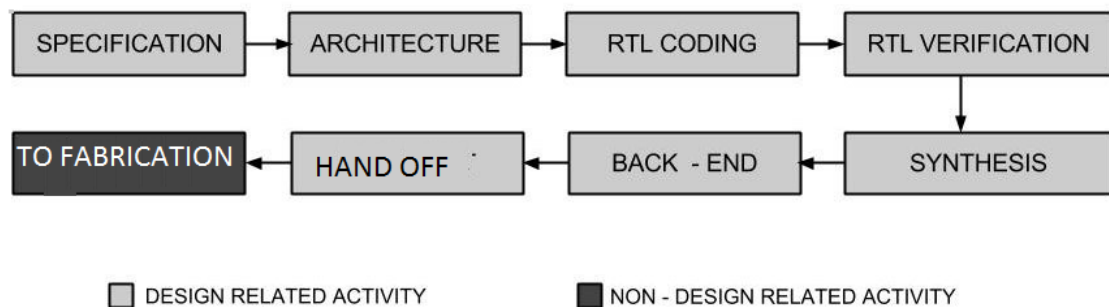 SPECIFICATION
ARCHITECTURE
RTL CODING
RTL VERIFICATION
TO FABRICATION
HAND OFF
BACK - END
SYNTHESIS
DESIGN RELATED ACTIVITY
NON - DESIGN RELATED ACTIVITY